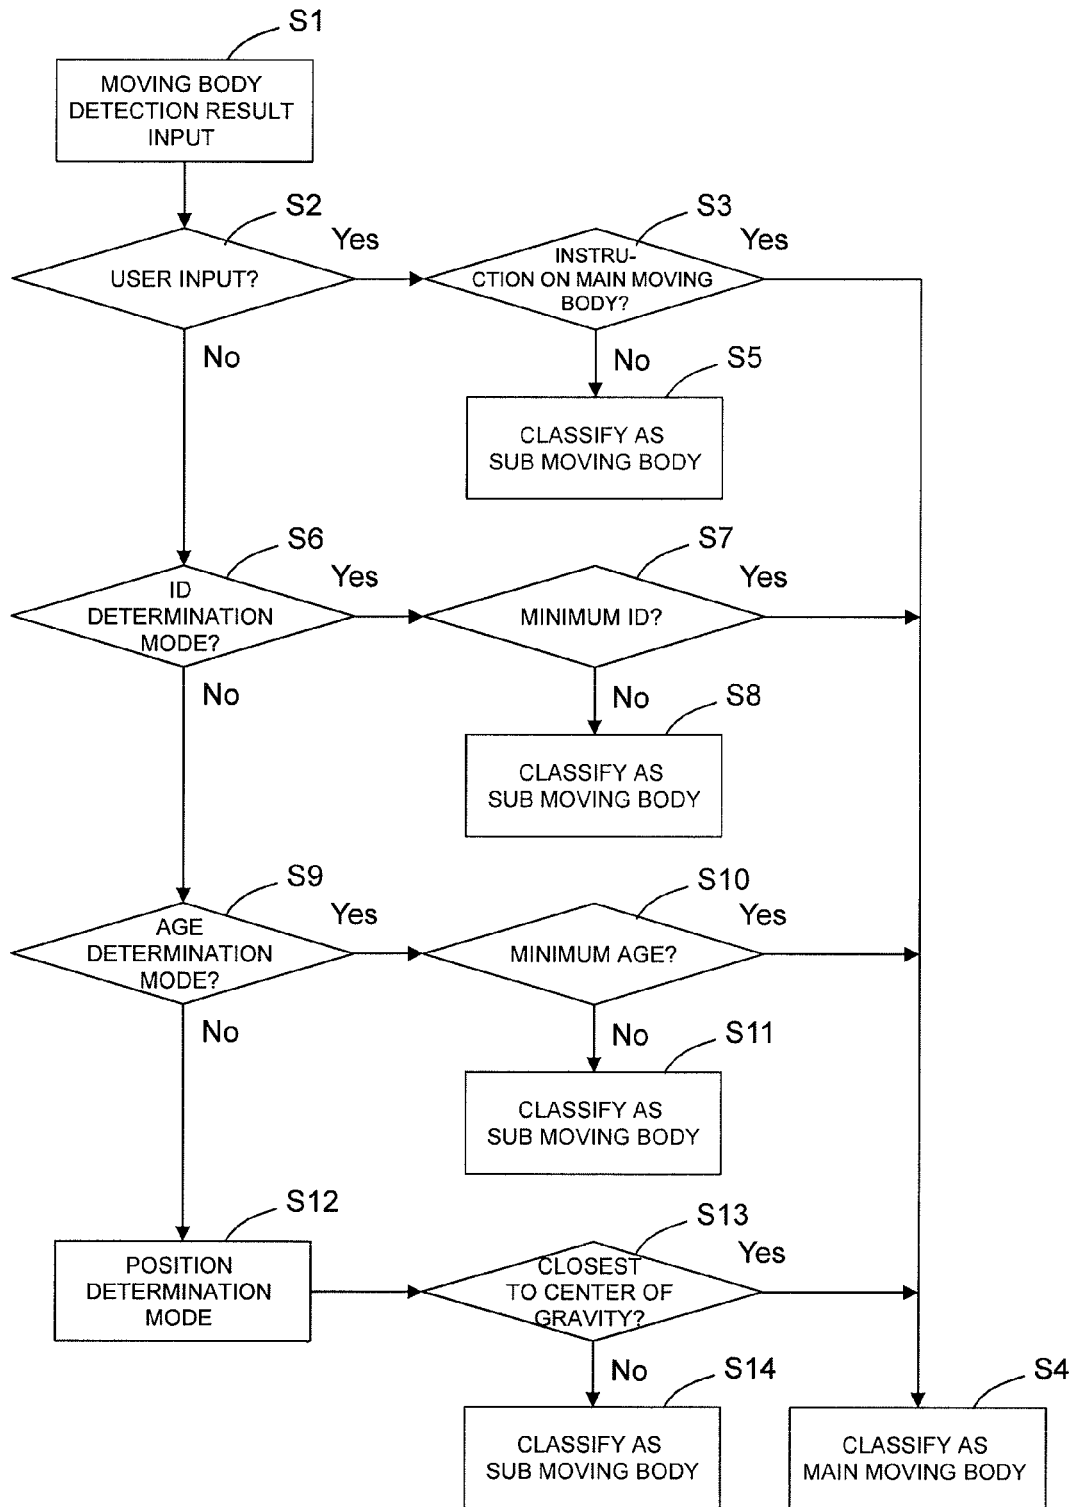 S1
MOVING BODY
DETECTION RESULT
INPUT
S2
USER INPUT?
Yes
S3
INSTRU-
CTION ON MAIN MOVING
BODY?
Yes
No
No
S5
CLASSIFY AS
SUB MOVING BODY
S6
ID
DETERMINATION
MODE?
Yes
S7
MINIMUM ID?
Yes
No
No
S8
CLASSIFY AS
SUB MOVING BODY
S9
AGE
DETERMINATION
MODE?
Yes
S10
MINIMUM AGE?
Yes
No
No
S11
CLASSIFY AS
SUB MOVING BODY
S12
POSITION
DETERMINATION
MODE
S13
CLOSEST
TO CENTER OF
GRAVITY?
Yes
No
S14
CLASSIFY AS
SUB MOVING BODY
S4
CLASSIFY AS
MAIN MOVING BODY